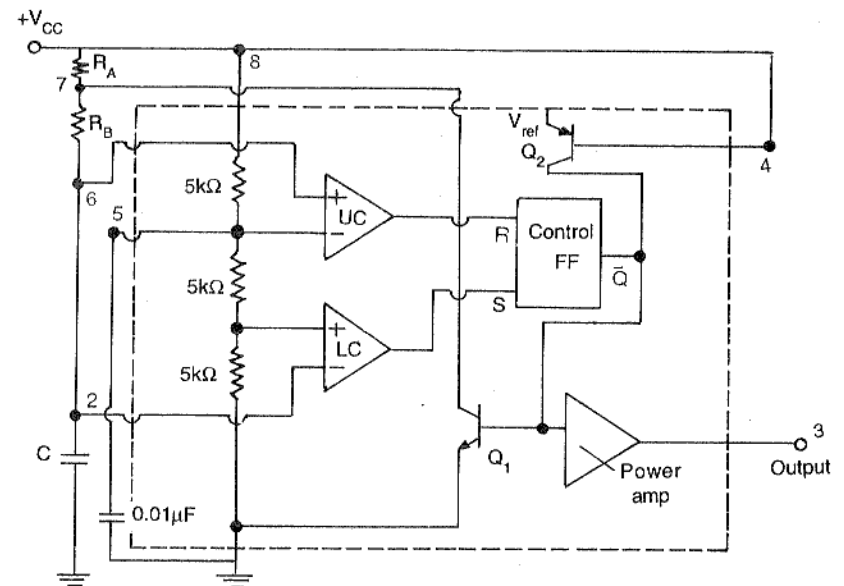 +V_CC
R_A
7
8
R_B
V_ref
Q_2
4
6
5kΩ
5
+
UC
−
R
Control
FF
Q̄
S
5kΩ
+
LC
−
5kΩ
2
C
Q_1
3
Output
Power
amp
0.01µF